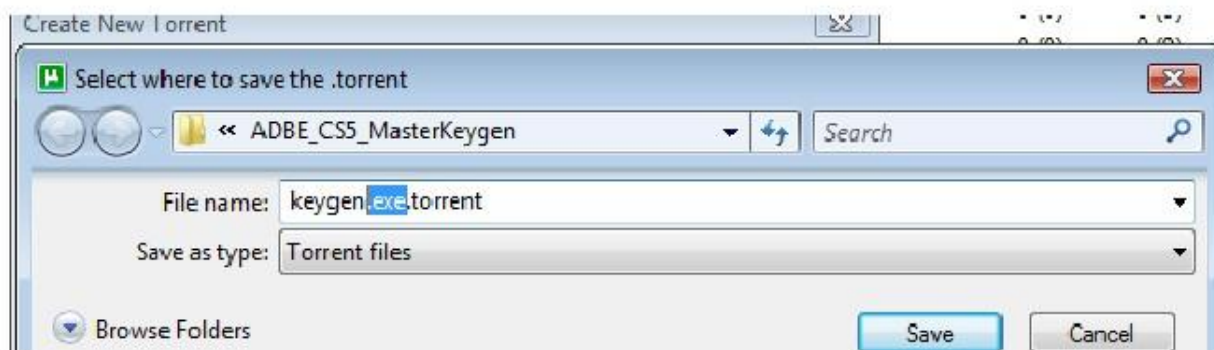 Create New Torrent
Select where to save the .torrent
« ADBE_CS5_MasterKeygen
Search
File name: keygen.exe.torrent
Save as type: Torrent files
Browse Folders
Save
Cancel